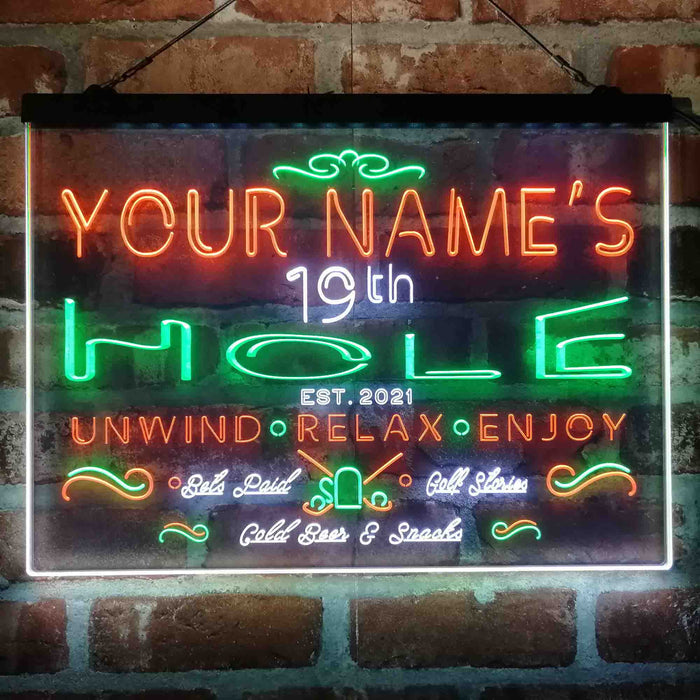 YOUR NAME'S
19th
HOLE
EST. 2021
UNWIND • RELAX • ENJOY
Bets Paid Golf Stories
Cold Beer & Snacks